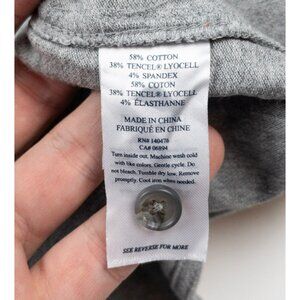 58% COTTON
38% TENCEL® LYOCELL
4% SPANDEX
58% COTON
38% TENCEL® LYOCELL
4% ÉLASTHANNE
MADE IN CHINA
FABRIQUÉ EN CHINE
RN# 140478
CA# 06894
Turn inside out. Machine wash cold
with like colors. Gentle cycle. Do
not bleach. Tumble dry low. Remove
promptly. Cool iron when needed.
SEE REVERSE FOR MORE